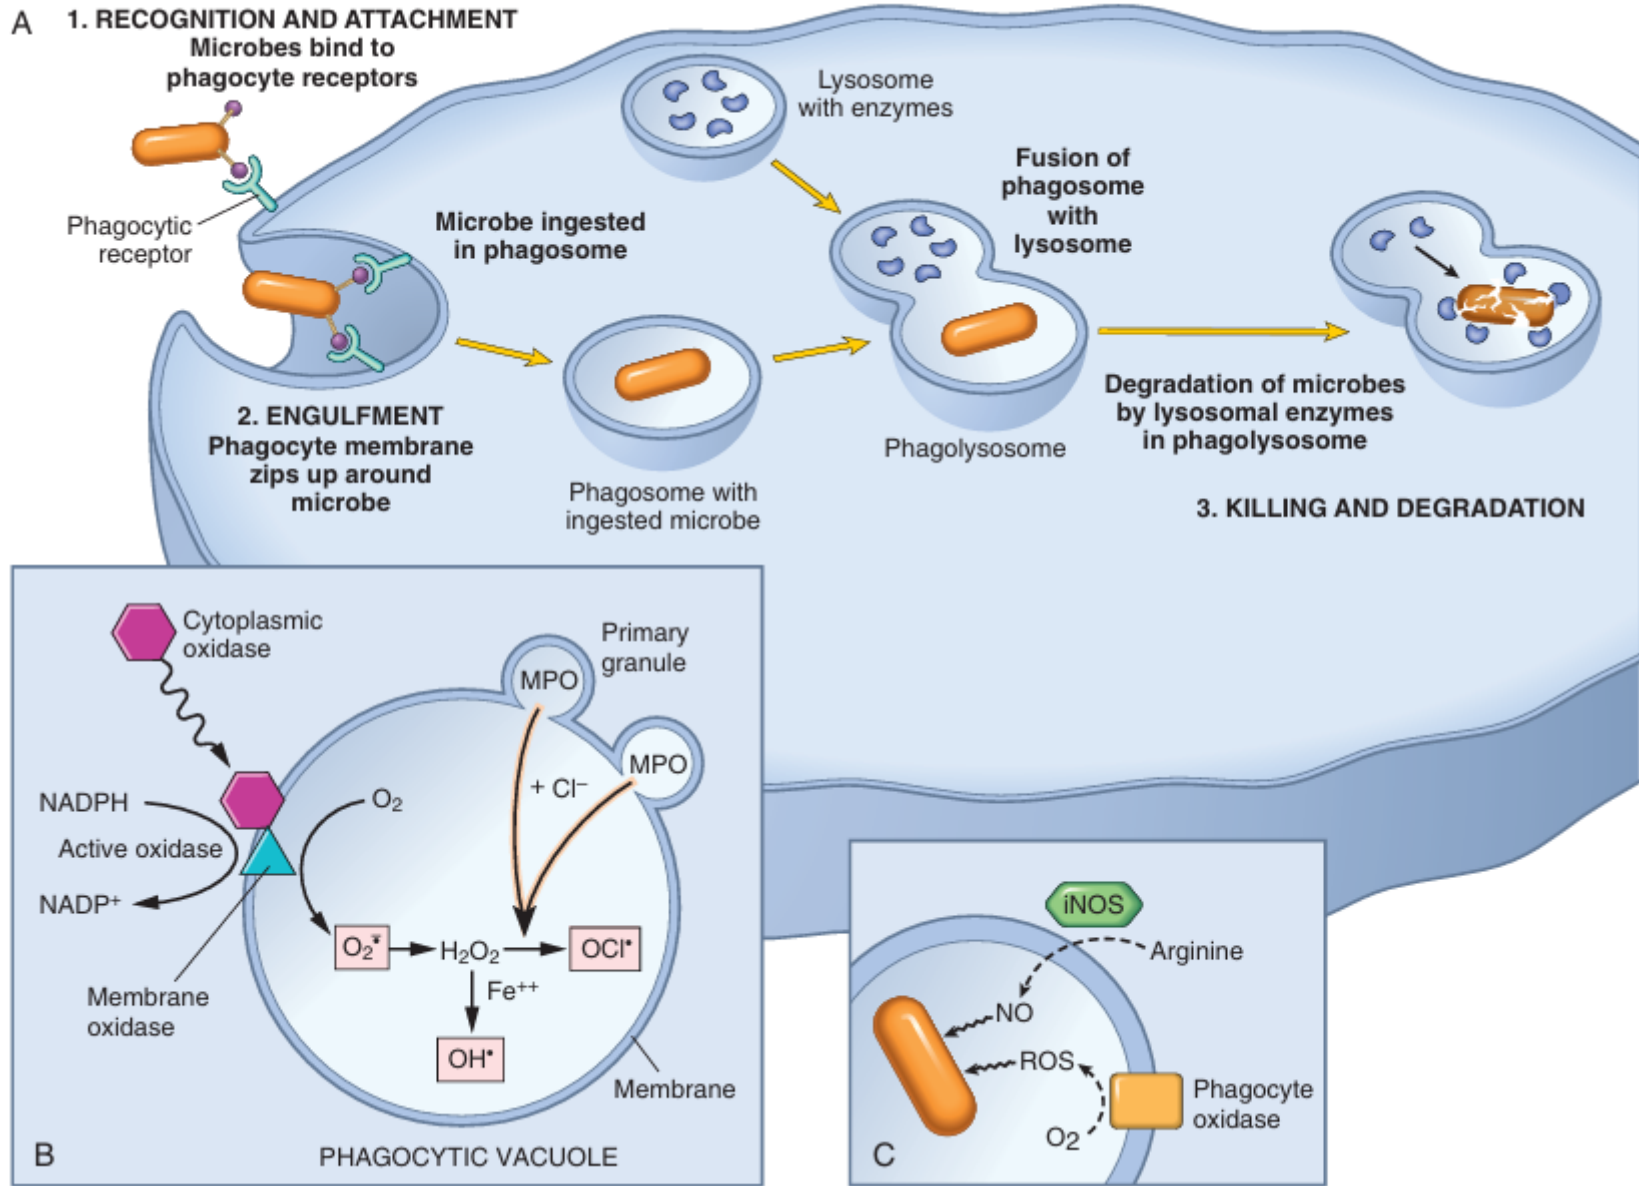 A
1. RECOGNITION AND ATTACHMENT
Microbes bind to
phagocyte receptors
Phagocytic
receptor
Lysosome
with enzymes
Microbe ingested
in phagosome
Fusion of
phagosome
with
lysosome
2. ENGULFMENT
Phagocyte membrane
zips up around
microbe
Phagosome with
ingested microbe
Phagolysosome
Degradation of microbes
by lysosomal enzymes
in phagolysosome
3. KILLING AND DEGRADATION
Cytoplasmic
oxidase
Primary
granule
MPO
MPO
+ Cl⁻
NADPH
O₂
Active oxidase
NADP⁺
O₂•̅
H₂O₂
OCl•
Fe⁺⁺
OH•
Membrane
oxidase
Membrane
B
PHAGOCYTIC VACUOLE
iNOS
Arginine
NO
ROS
O₂
Phagocyte
oxidase
C